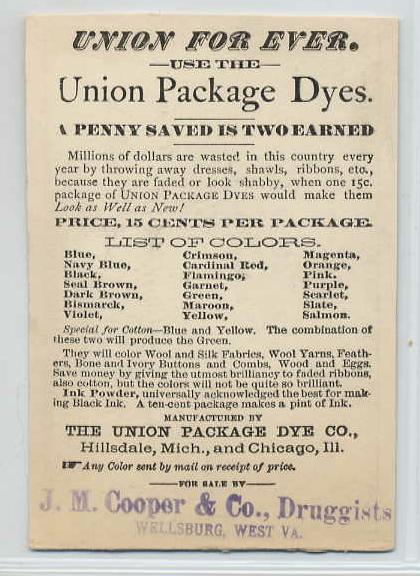 UNION FOR EVER.
—USE THE—
Union Package Dyes.
A PENNY SAVED IS TWO EARNED
Millions of dollars are wasted in this country every
year by throwing away dresses, shawls, ribbons, etc.,
because they are faded or look shabby, when one 15c.
package of UNION PACKAGE DYES would make them
Look as Well as New!
PRICE, 15 CENTS PER PACKAGE.
LIST OF COLORS.
Blue, Crimson, Magenta,
Navy Blue, Cardinal Red, Orange,
Black, Flamingo, Pink.
Seal Brown, Garnet, Purple,
Dark Brown, Green, Scarlet,
Bismarck, Maroon, Slate,
Violet, Yellow, Salmon.
Special for Cotton—Blue and Yellow. The combination of
these two will produce the Green.
They will color Wool and Silk Fabrics, Wool Yarns, Feath-
ers, Bone and Ivory Buttons and Combs, Wood and Eggs.
Save money by giving the utmost brilliancy to faded ribbons,
also cotton, but the colors will not be quite so brilliant.
Ink Powder, universally acknowledged the best for mak-
ing Black Ink. A ten-cent package makes a pint of Ink.
MANUFACTURED BY
THE UNION PACKAGE DYE CO.,
Hillsdale, Mich., and Chicago, Ill.
☞ Any Color sent by mail on receipt of price.
—FOR SALE BY—
J. M. Cooper & Co., Druggists
WELLSBURG, WEST VA.